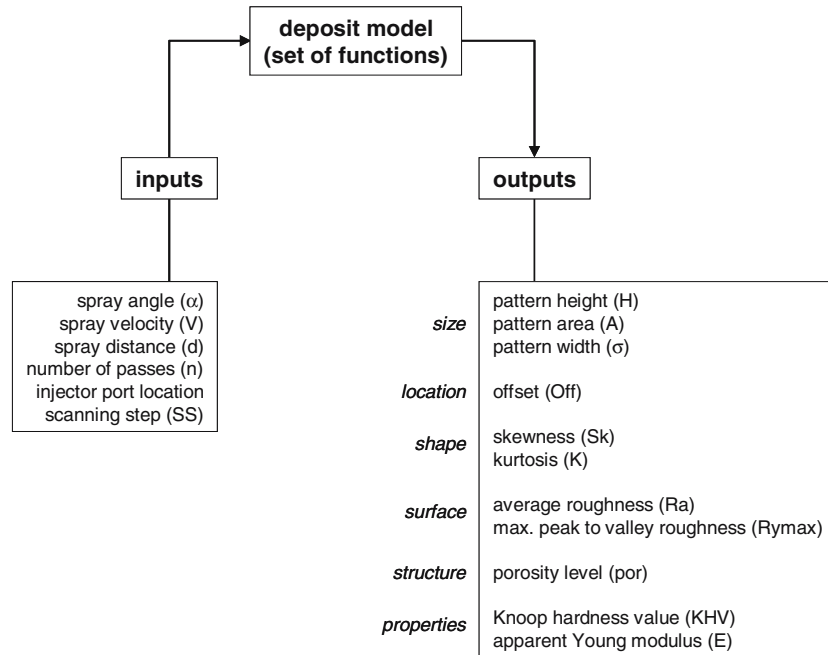 deposit model
(set of functions)
inputs
outputs
spray angle (α)
spray velocity (V)
spray distance (d)
number of passes (n)
injector port location
scanning step (SS)
size
pattern height (H)
pattern area (A)
pattern width (σ)
location
offset (Off)
shape
skewness (Sk)
kurtosis (K)
surface
average roughness (Ra)
max. peak to valley roughness (Rymax)
structure
porosity level (por)
properties
Knoop hardness value (KHV)
apparent Young modulus (E)